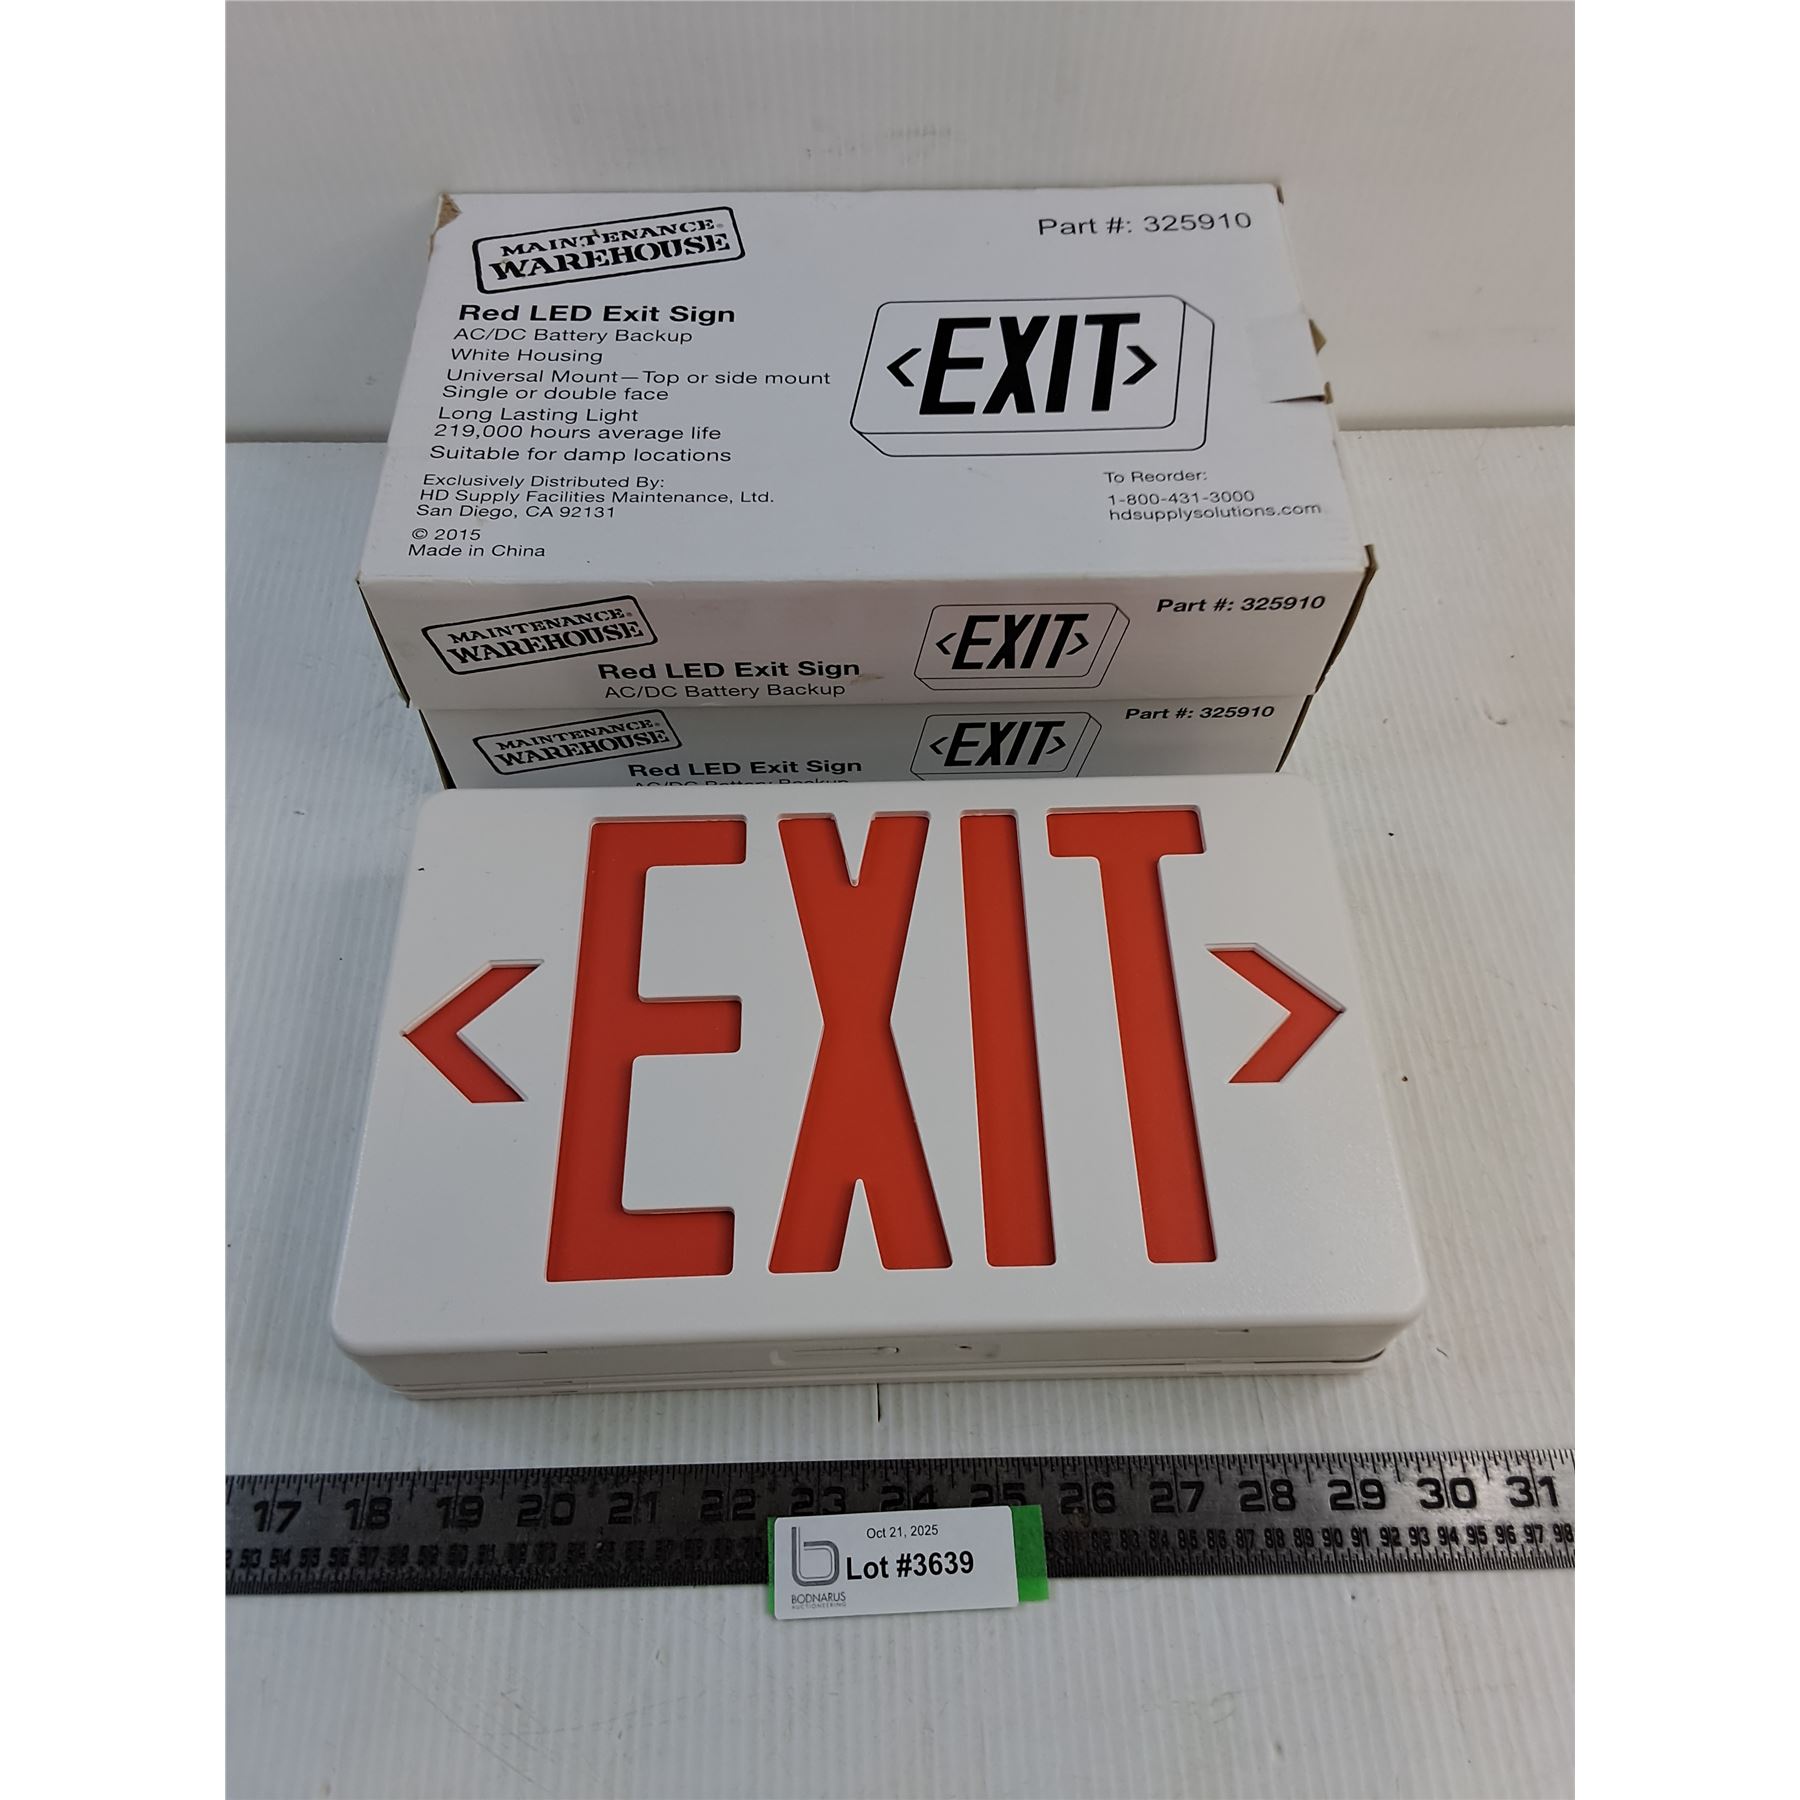 MAINTENANCE
WAREHOUSE
Part #: 325910
Red LED Exit Sign
AC/DC Battery Backup
White Housing
Universal Mount—Top or side mount
Single or double face
Long Lasting Light
219,000 hours average life
Suitable for damp locations
Exclusively Distributed By:
HD Supply Facilities Maintenance, Ltd.
San Diego, CA 92131
© 2015
Made in China
<EXIT>
To Reorder:
1-800-431-3000
hdsupplysolutions.com
MAINTENANCE
WAREHOUSE
Red LED Exit Sign
AC/DC Battery Backup
<EXIT>
Part #: 325910
MAINTENANCE
WAREHOUSE
Red LED Exit Sign
AC/DC Battery Backup
<EXIT>
Part #: 325910
<EXIT>
17 18 19 20 21 22 23 24 25 26 27 28 29 30 31
Oct 21, 2025
Lot #3639
BODNARUS
AUCTIONEERING